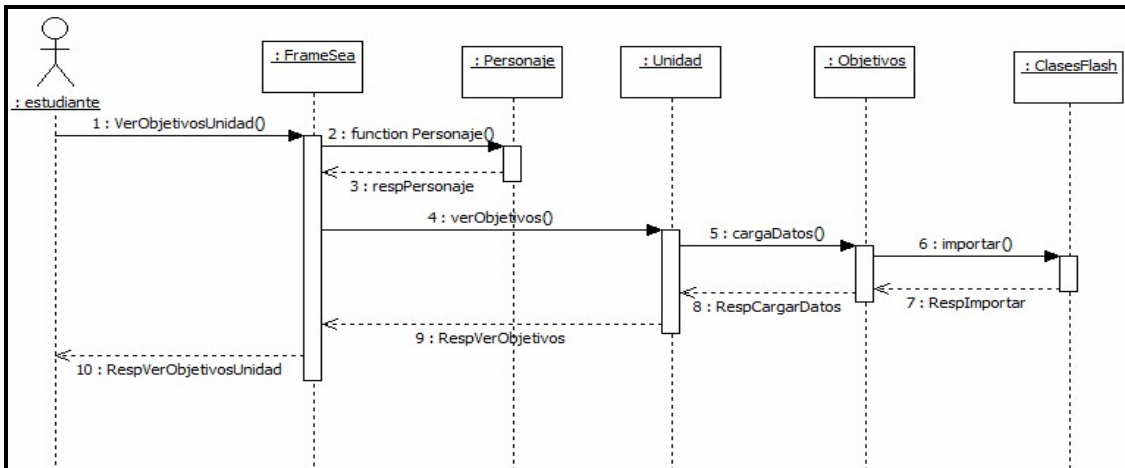 : estudiante
: FrameSea
: Personaje
: Unidad
: Objetivos
: ClasesFlash
1 : VerObjetivosUnidad()
2 : function Personaje()
3 : respPersonaje
4 : verObjetivos()
5 : cargaDatos()
6 : importar()
7 : RespImportar
8 : RespCargarDatos
9 : RespVerObjetivos
10 : RespVerObjetivosUnidad